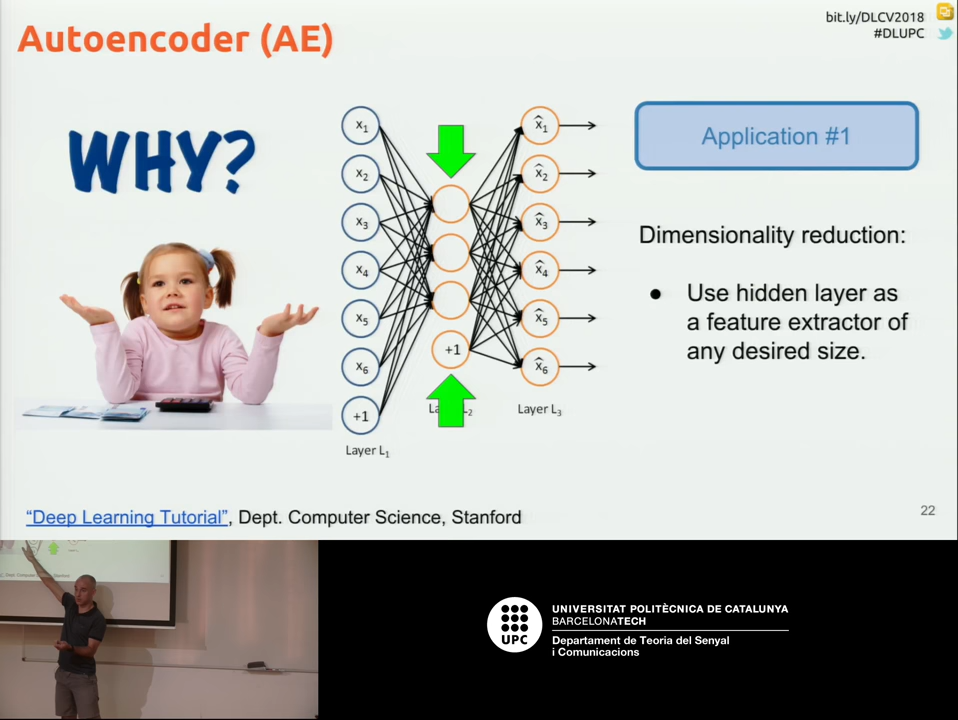 Autoencoder (AE)
bit.ly/DLCV2018
#DLUPC
WHY?
x1
x2
x3
x4
x5
x6
+1
Layer L1
+1
x̂1
x̂2
x̂3
x̂4
x̂5
x̂6
Layer L3
Application #1
Dimensionality reduction:
● Use hidden layer as
a feature extractor of
any desired size.
"Deep Learning Tutorial", Dept. Computer Science, Stanford
22
UPC
UNIVERSITAT POLITÈCNICA DE CATALUNYA
BARCELONATECH
Departament de Teoria del Senyal
i Comunicacions